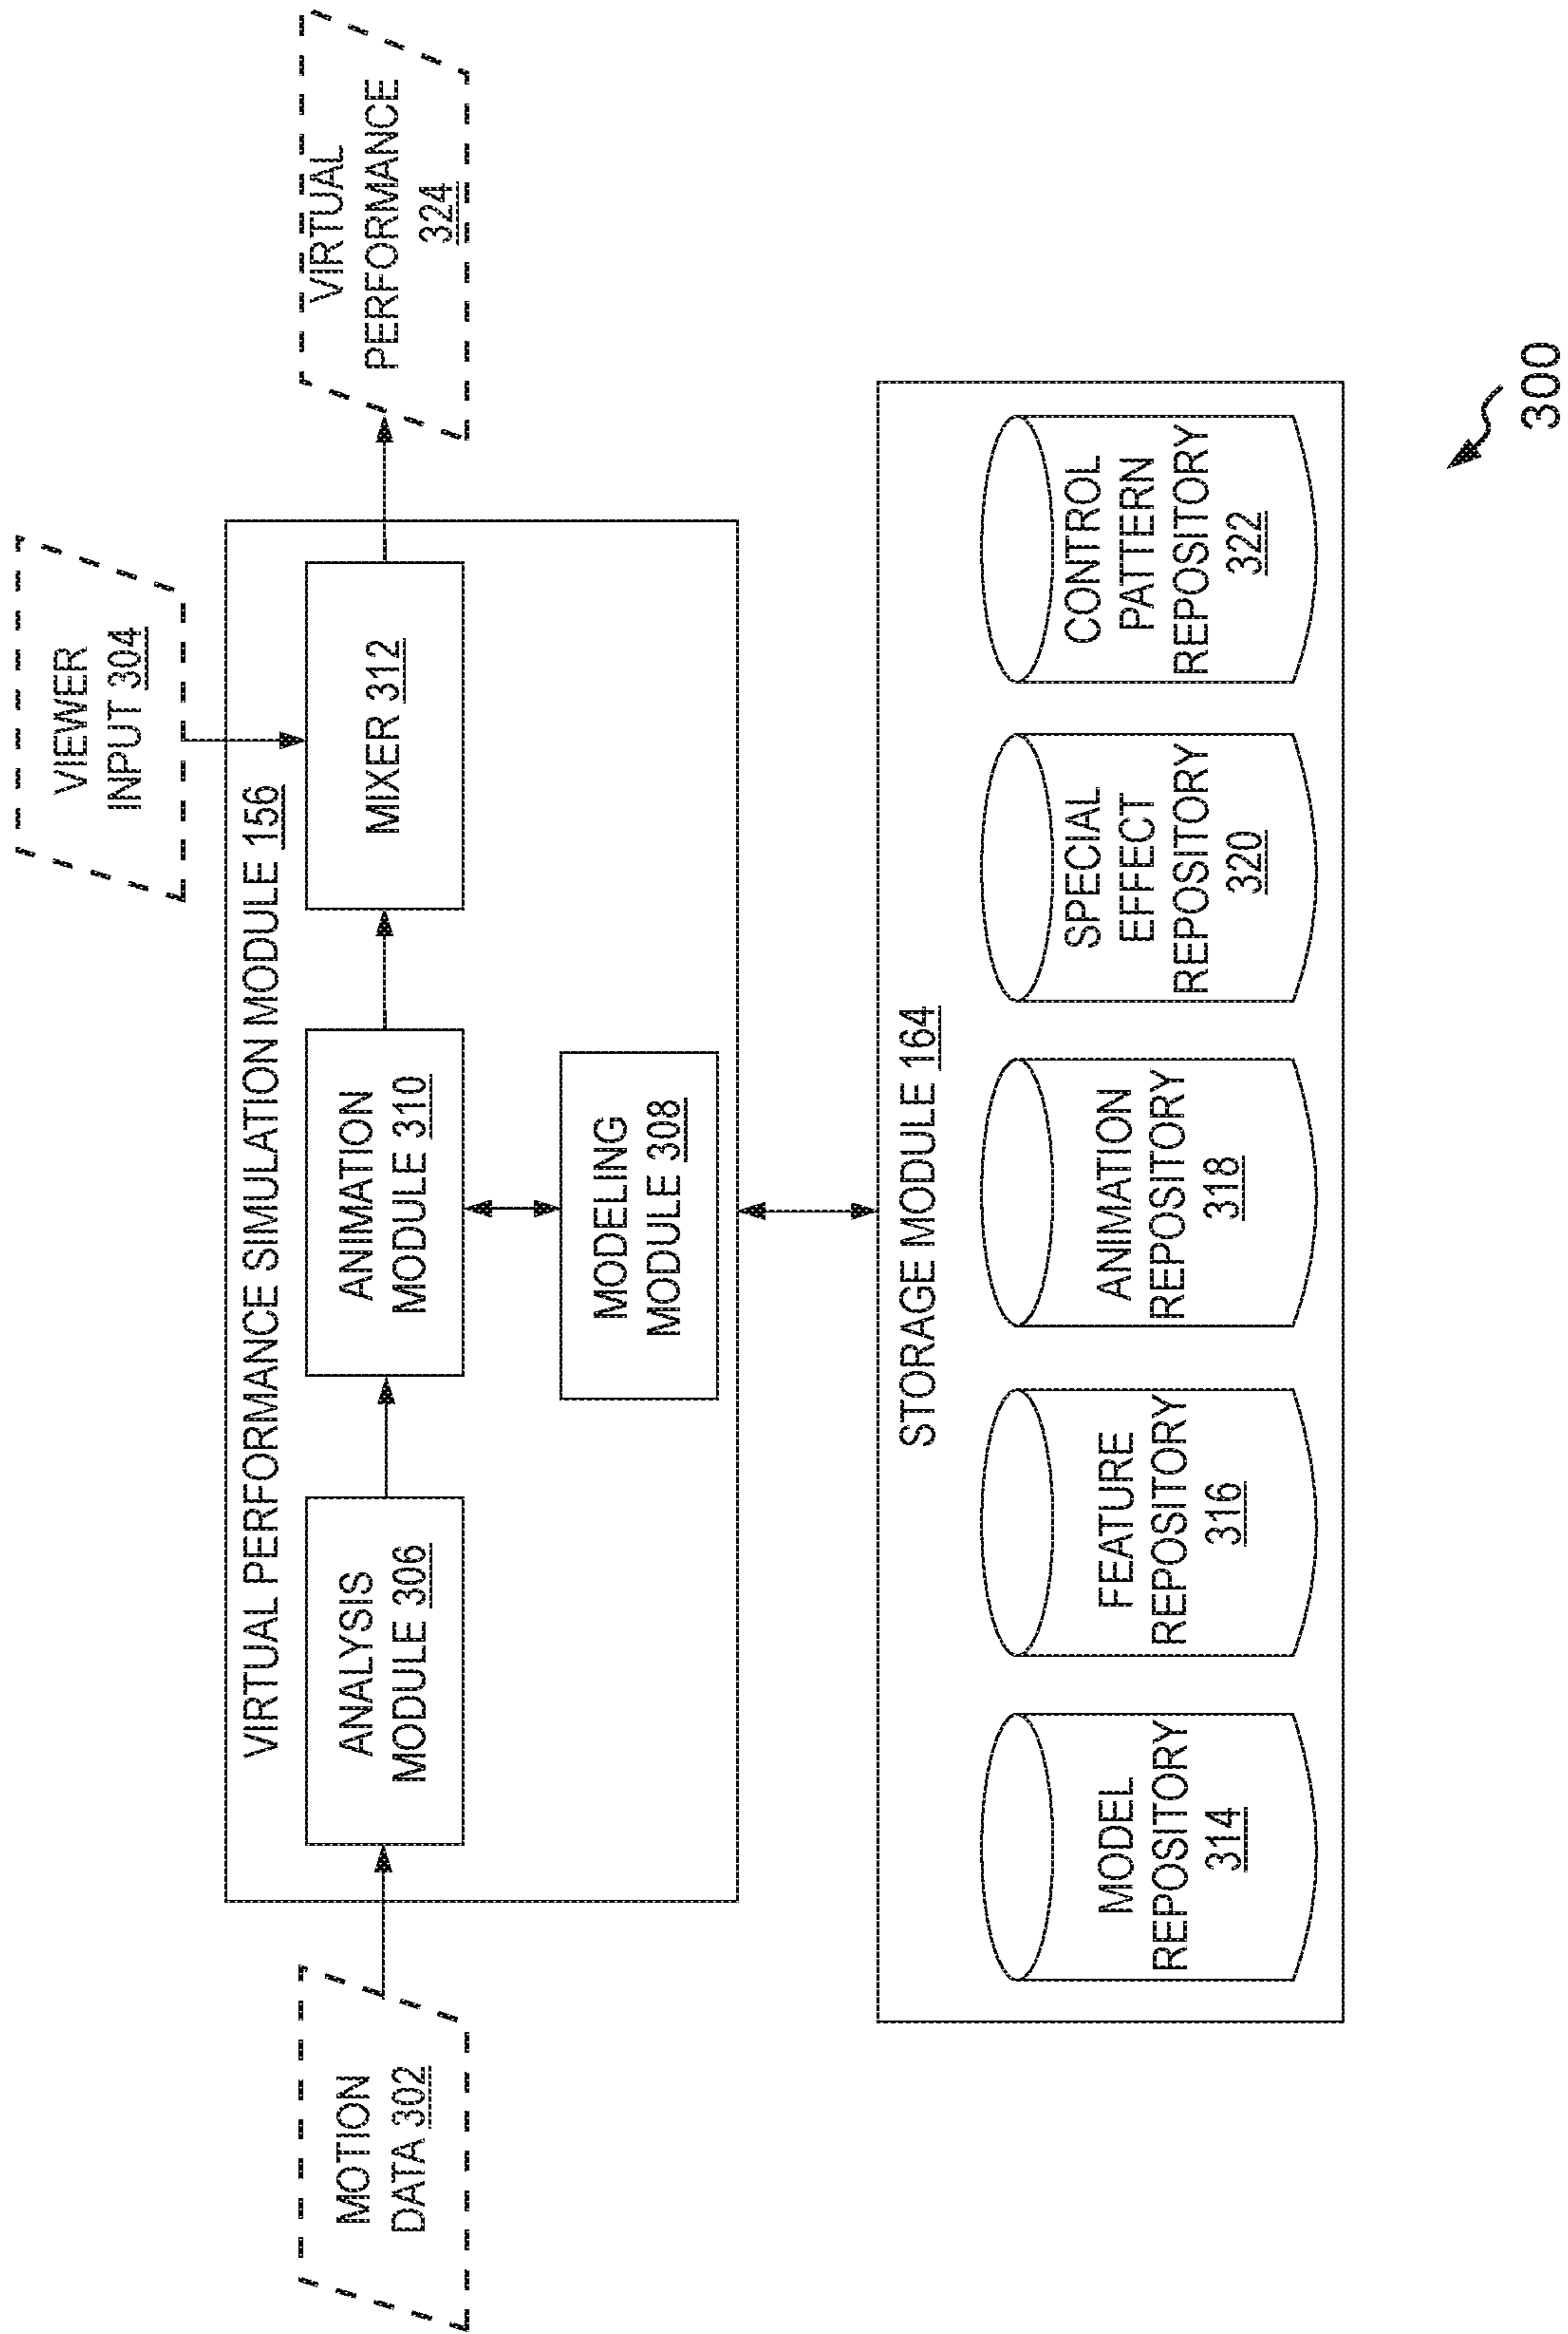 VIEWER
INPUT 304
MOTION
DATA 302
VIRTUAL PERFORMANCE SIMULATION MODULE 156
ANALYSIS
MODULE 306
ANIMATION
MODULE 310
MIXER 312
VIRTUAL
PERFORMANCE
324
MODELING
MODULE 308
STORAGE MODULE 164
MODEL
REPOSITORY
314
FEATURE
REPOSITORY
316
ANIMATION
REPOSITORY
318
SPECIAL
EFFECT
REPOSITORY
320
CONTROL
PATTERN
REPOSITORY
322
300